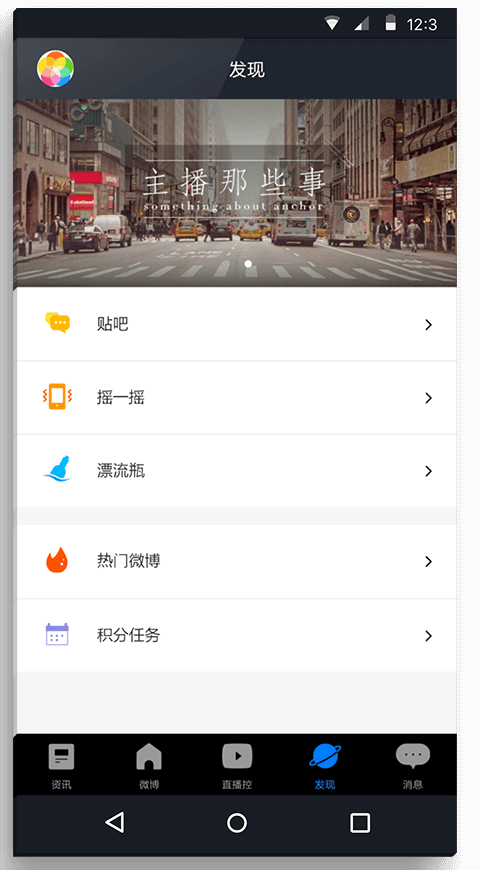 12:3
发现
主播那些事
something about anchor
贴吧
摇一摇
漂流瓶
热门微博
积分任务
资讯
微博
直播控
发现
消息